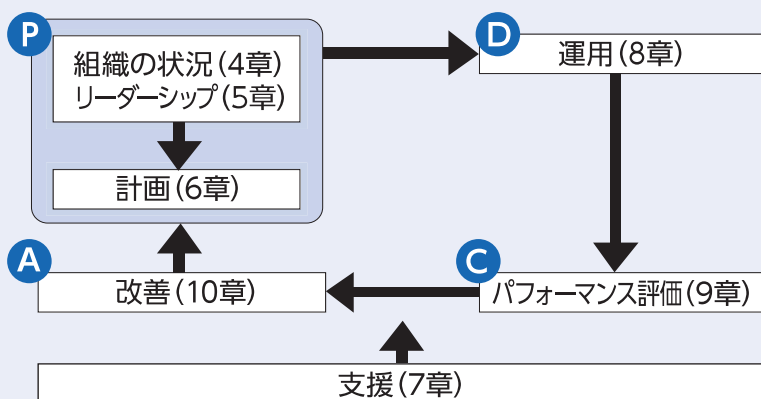 P
組織の状況(4章)
リーダーシップ(5章)
計画(6章)
D
運用(8章)
A
改善(10章)
C
パフォーマンス評価(9章)
支援(7章)